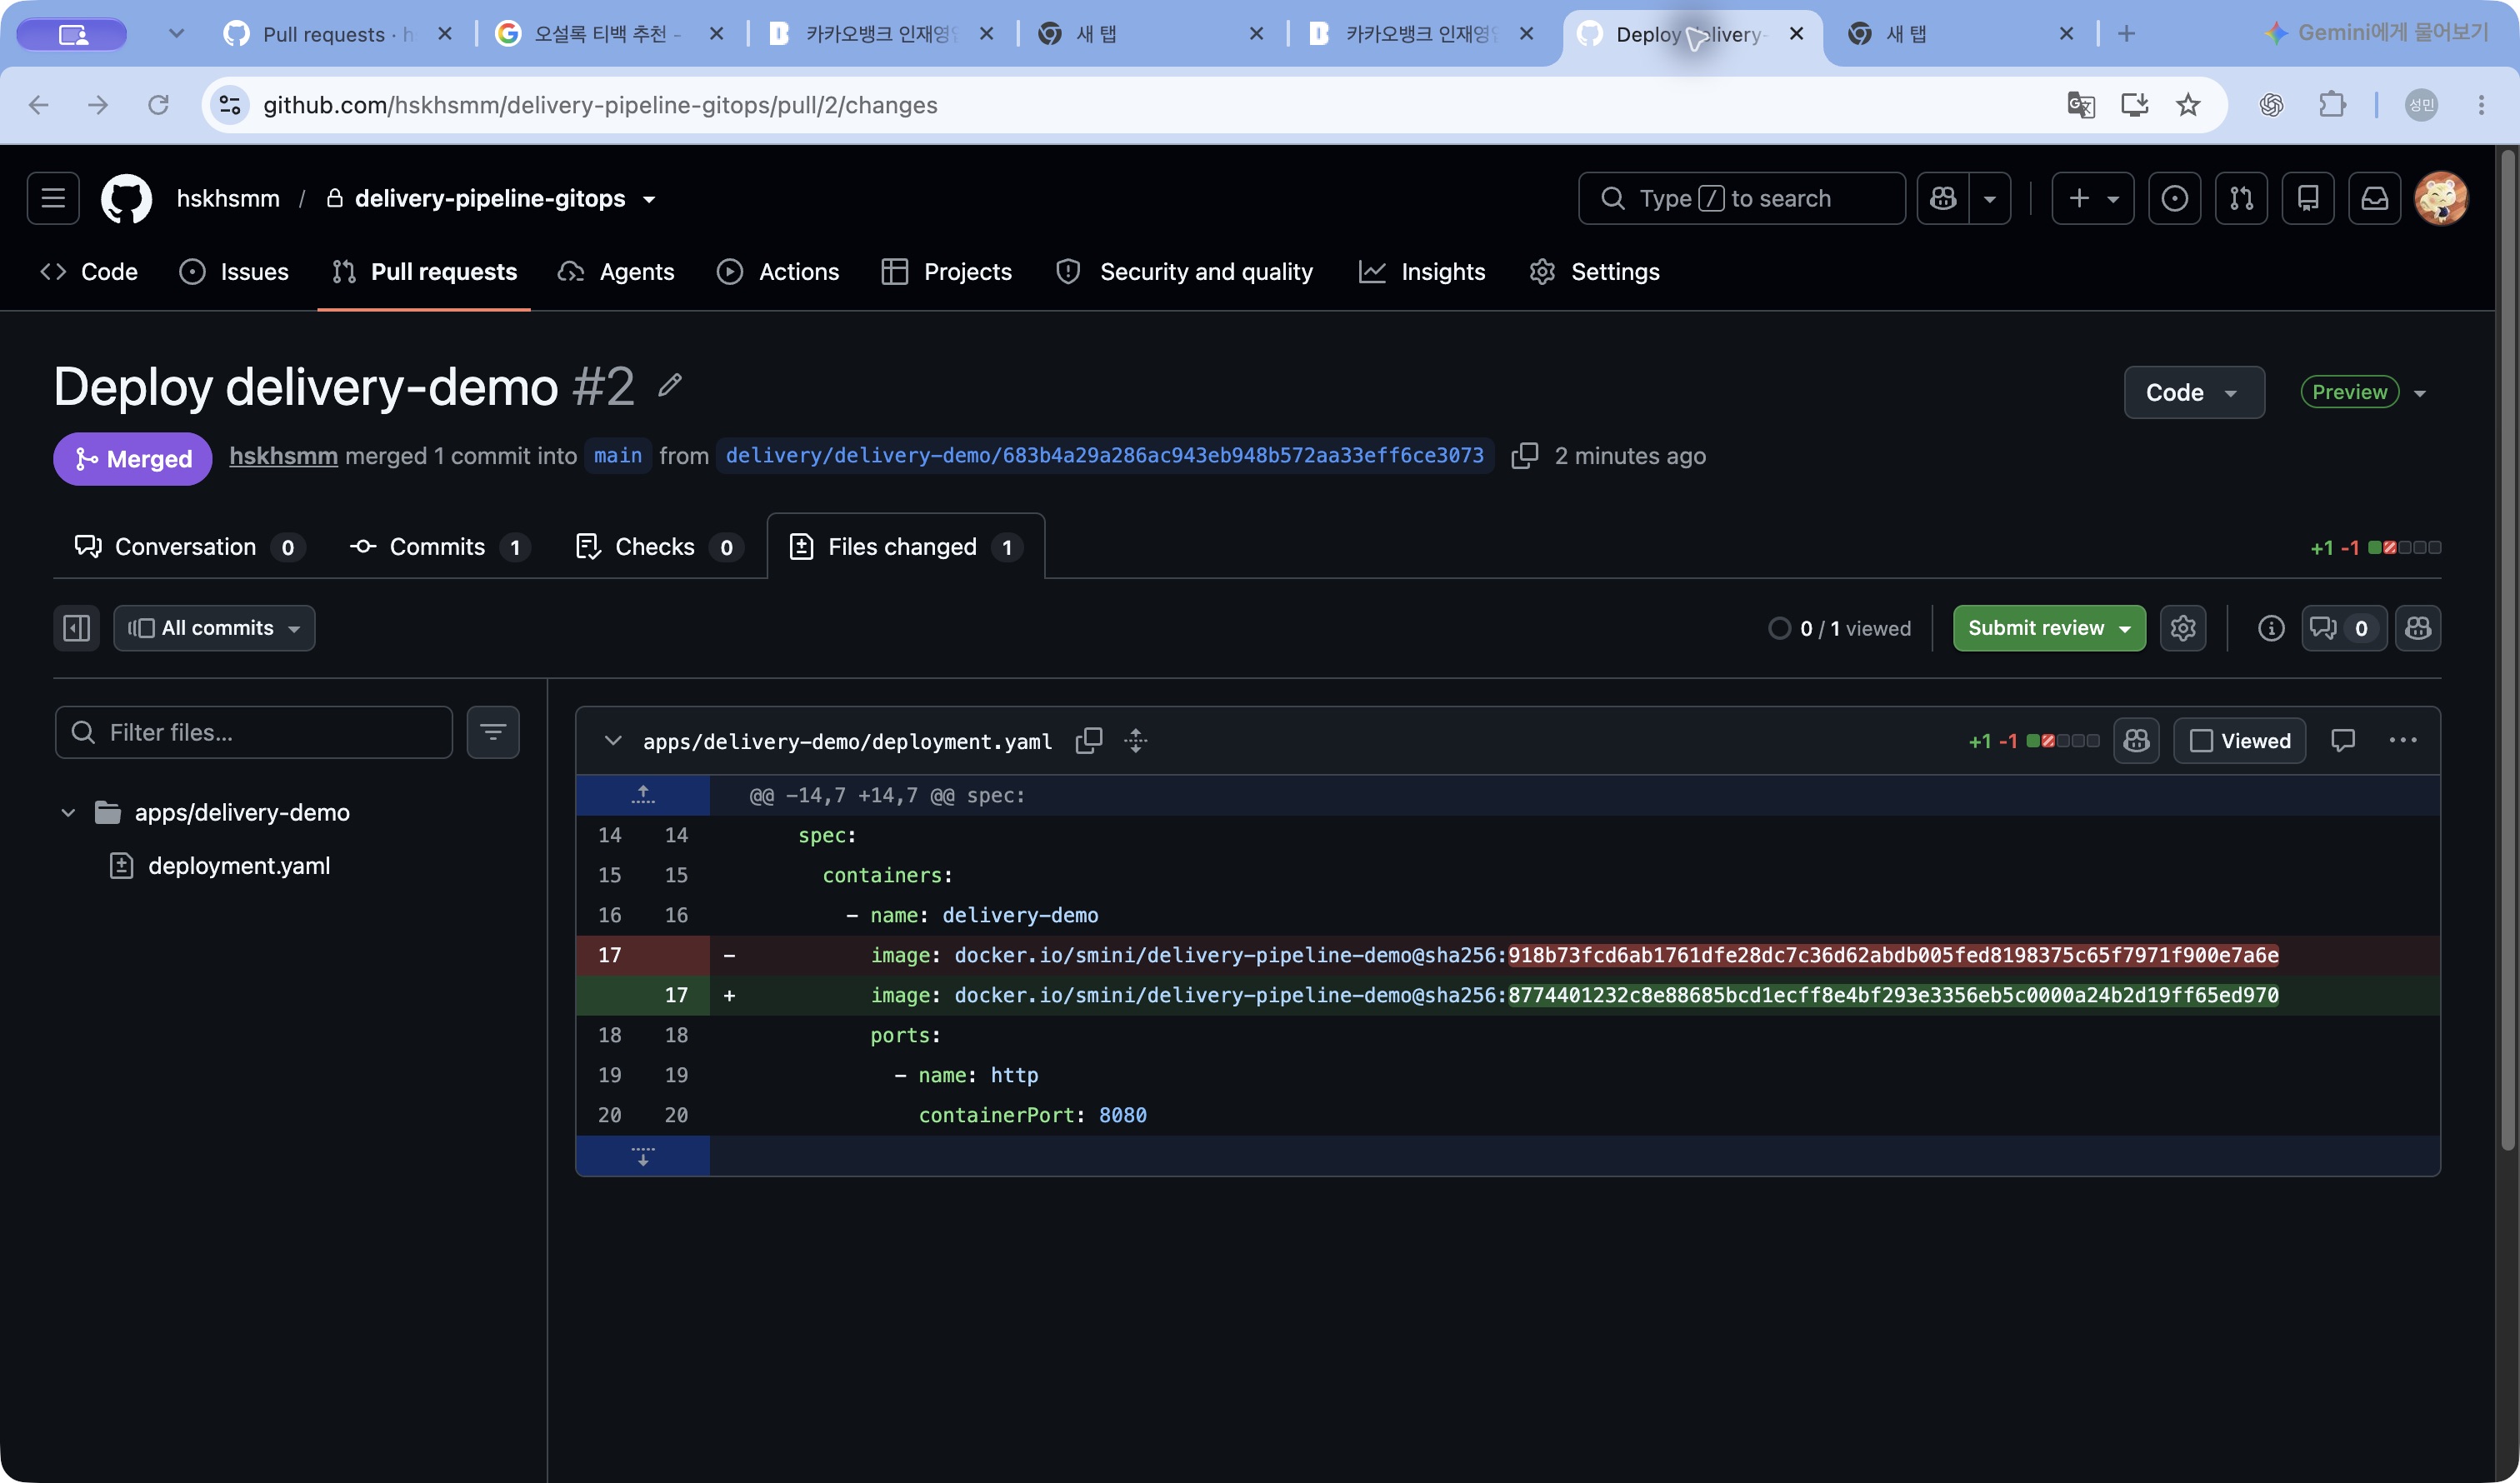 Pull requests · h
오설록 티백 추천 -
카카오뱅크 인재영
새 탭
카카오뱅크 인재영
Deploy delivery-
새 탭
Gemini에게 물어보기
github.com/hskhsmm/delivery-pipeline-gitops/pull/2/changes
성민
hskhsmm / delivery-pipeline-gitops
Type / to search
Code
Issues
Pull requests
Agents
Actions
Projects
Security and quality
Insights
Settings
Deploy delivery-demo #2
Code
Preview
Merged
hskhsmm merged 1 commit into main from delivery/delivery-demo/683b4a29a286ac943eb948b572aa33eff6ce3073 2 minutes ago
Conversation 0
Commits 1
Checks 0
Files changed 1
+1 -1
All commits
0 / 1 viewed
Submit review
0
Filter files...
apps/delivery-demo
deployment.yaml
apps/delivery-demo/deployment.yaml
+1 -1
Viewed
@@ -14,7 +14,7 @@ spec:
14 14 spec:
15 15 containers:
16 16 - name: delivery-demo
17 - image: docker.io/smini/delivery-pipeline-demo@sha256:918b73fcd6ab1761dfe28dc7c36d62abdb005fed8198375c65f7971f900e7a6e
17 + image: docker.io/smini/delivery-pipeline-demo@sha256:8774401232c8e88685bcd1ecff8e4bf293e3356eb5c0000a24b2d19ff65ed970
18 18 ports:
19 19 - name: http
20 20 containerPort: 8080